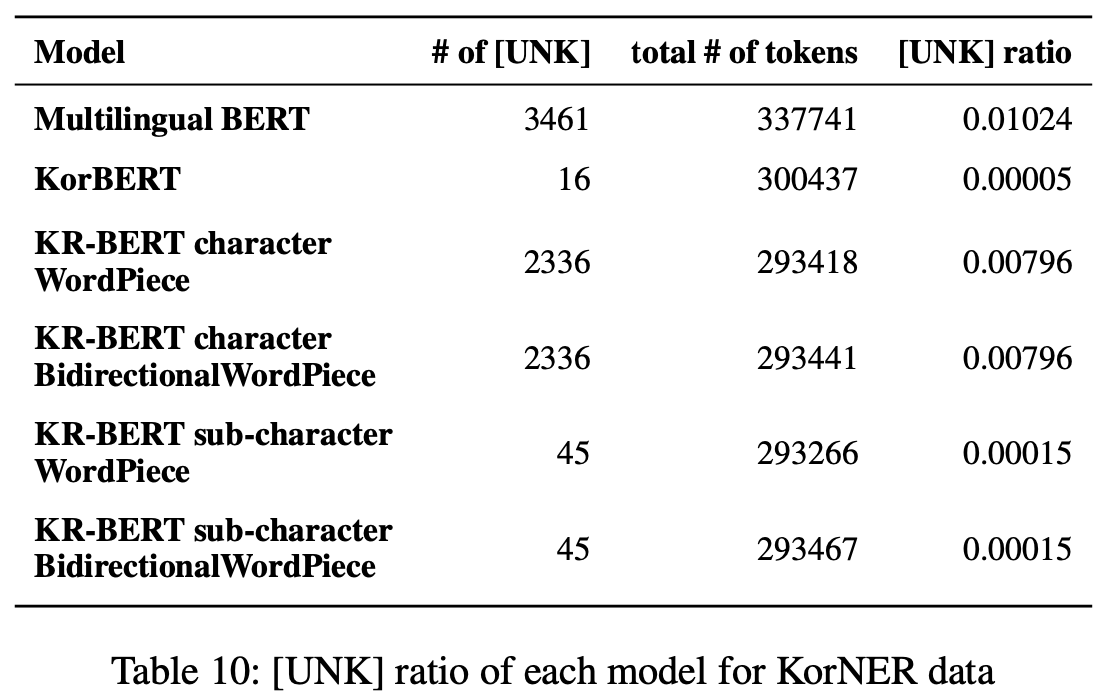 Model # of [UNK] total # of tokens [UNK] ratio
Multilingual BERT 3461 337741 0.01024
KorBERT 16 300437 0.00005
KR-BERT character
WordPiece 2336 293418 0.00796
KR-BERT character
BidirectionalWordPiece 2336 293441 0.00796
KR-BERT sub-character
WordPiece 45 293266 0.00015
KR-BERT sub-character
BidirectionalWordPiece 45 293467 0.00015
Table 10: [UNK] ratio of each model for KorNER data